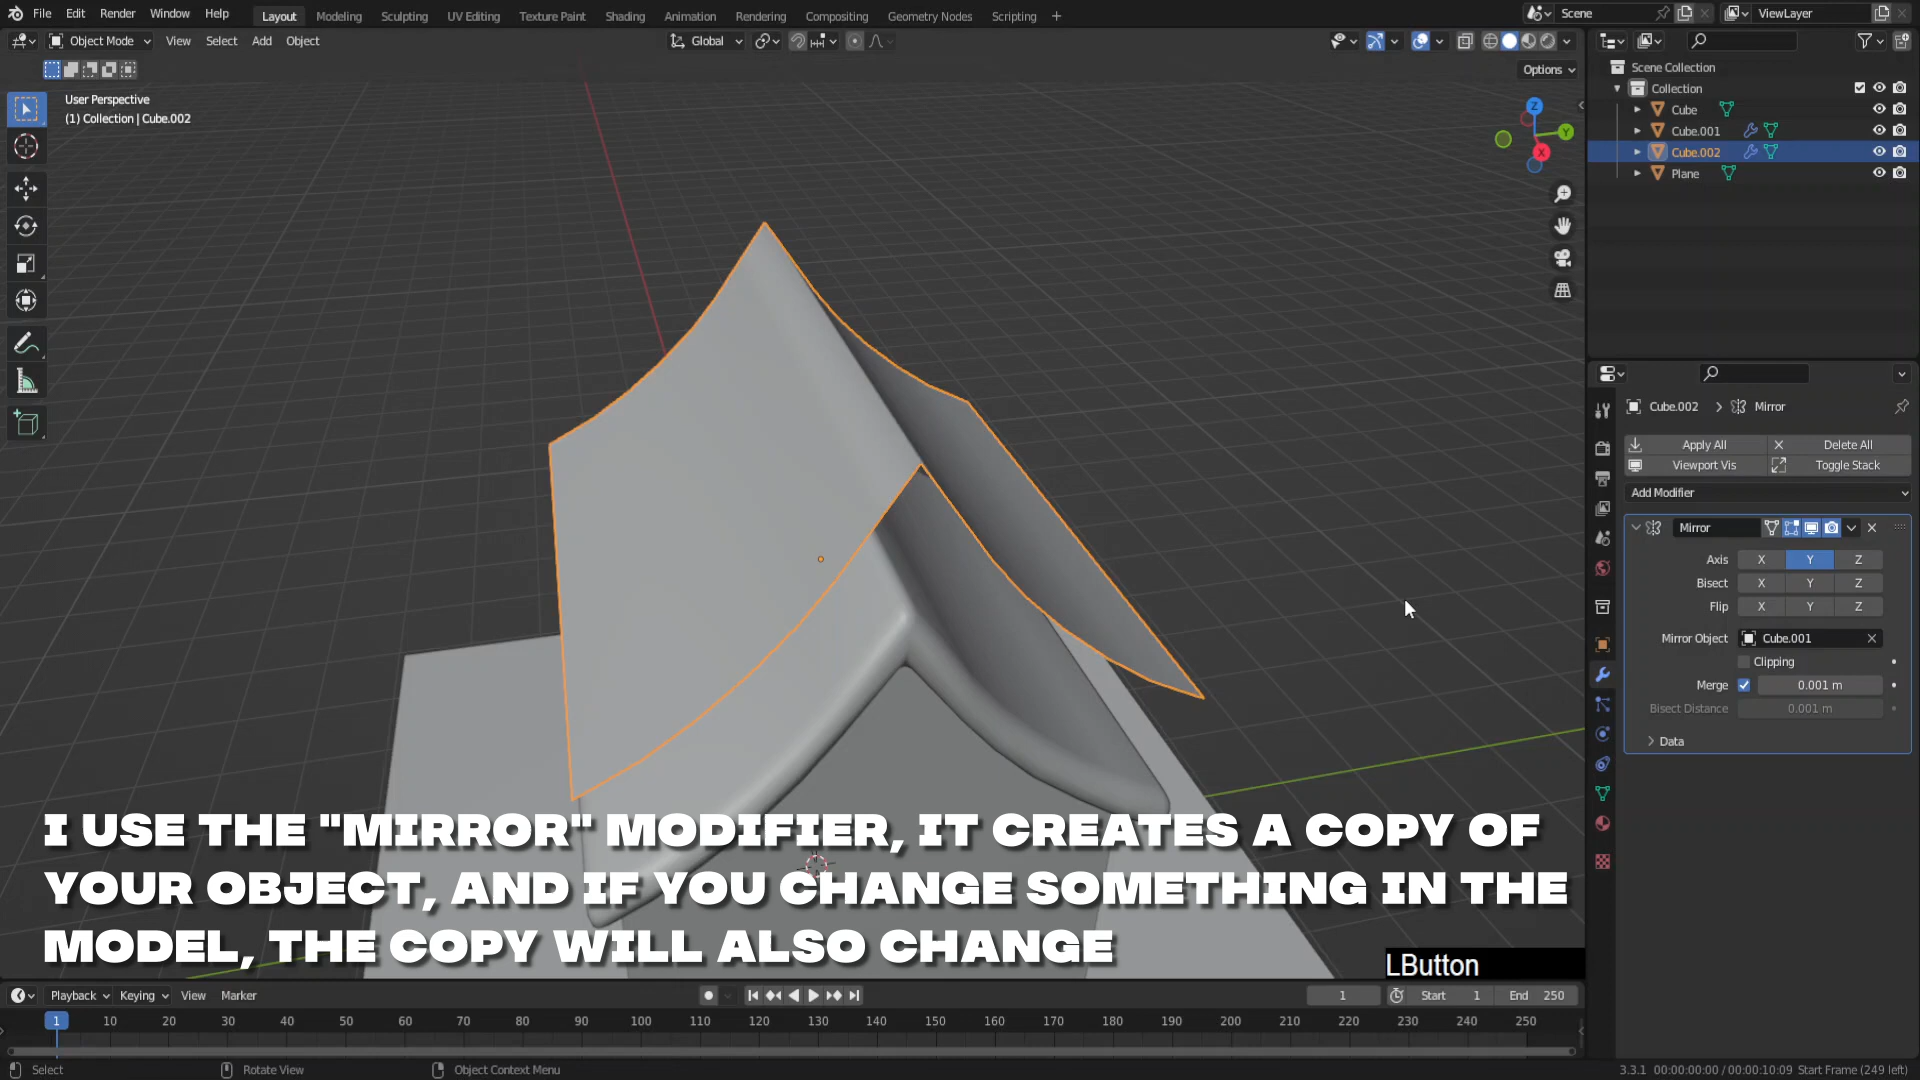 File Edit Render Window Help Layout Modeling Sculpting UV Editing Texture Paint Shading Animation Rendering Compositing Geometry Nodes Scripting + Scene ViewLayer
Object Mode View Select Add Object Global
Options
User Perspective
(1) Collection | Cube.002
Z
Y
X
Scene Collection
Collection
Cube
Cube.001
Cube.002
Plane
Cube.002 > Mirror
Apply All Delete All
Viewport Vis Toggle Stack
Add Modifier
Mirror
Axis X Y Z
Bisect X Y Z
Flip X Y Z
Mirror Object Cube.001
Clipping
Merge 0.001 m
Bisect Distance 0.001 m
Data
I USE THE "MIRROR" MODIFIER, IT CREATES A COPY OF
YOUR OBJECT, AND IF YOU CHANGE SOMETHING IN THE
MODEL, THE COPY WILL ALSO CHANGE
LButton
Playback Keying View Marker 1 Start 1 End 250
1 10 20 30 40 50 60 70 80 90 100 110 120 130 140 150 160 170 180 190 200 210 220 230 240 250
Select Rotate View Object Context Menu 3.3.1 00:00:00:00 / 00:00:10:09 Start Frame (249 left)